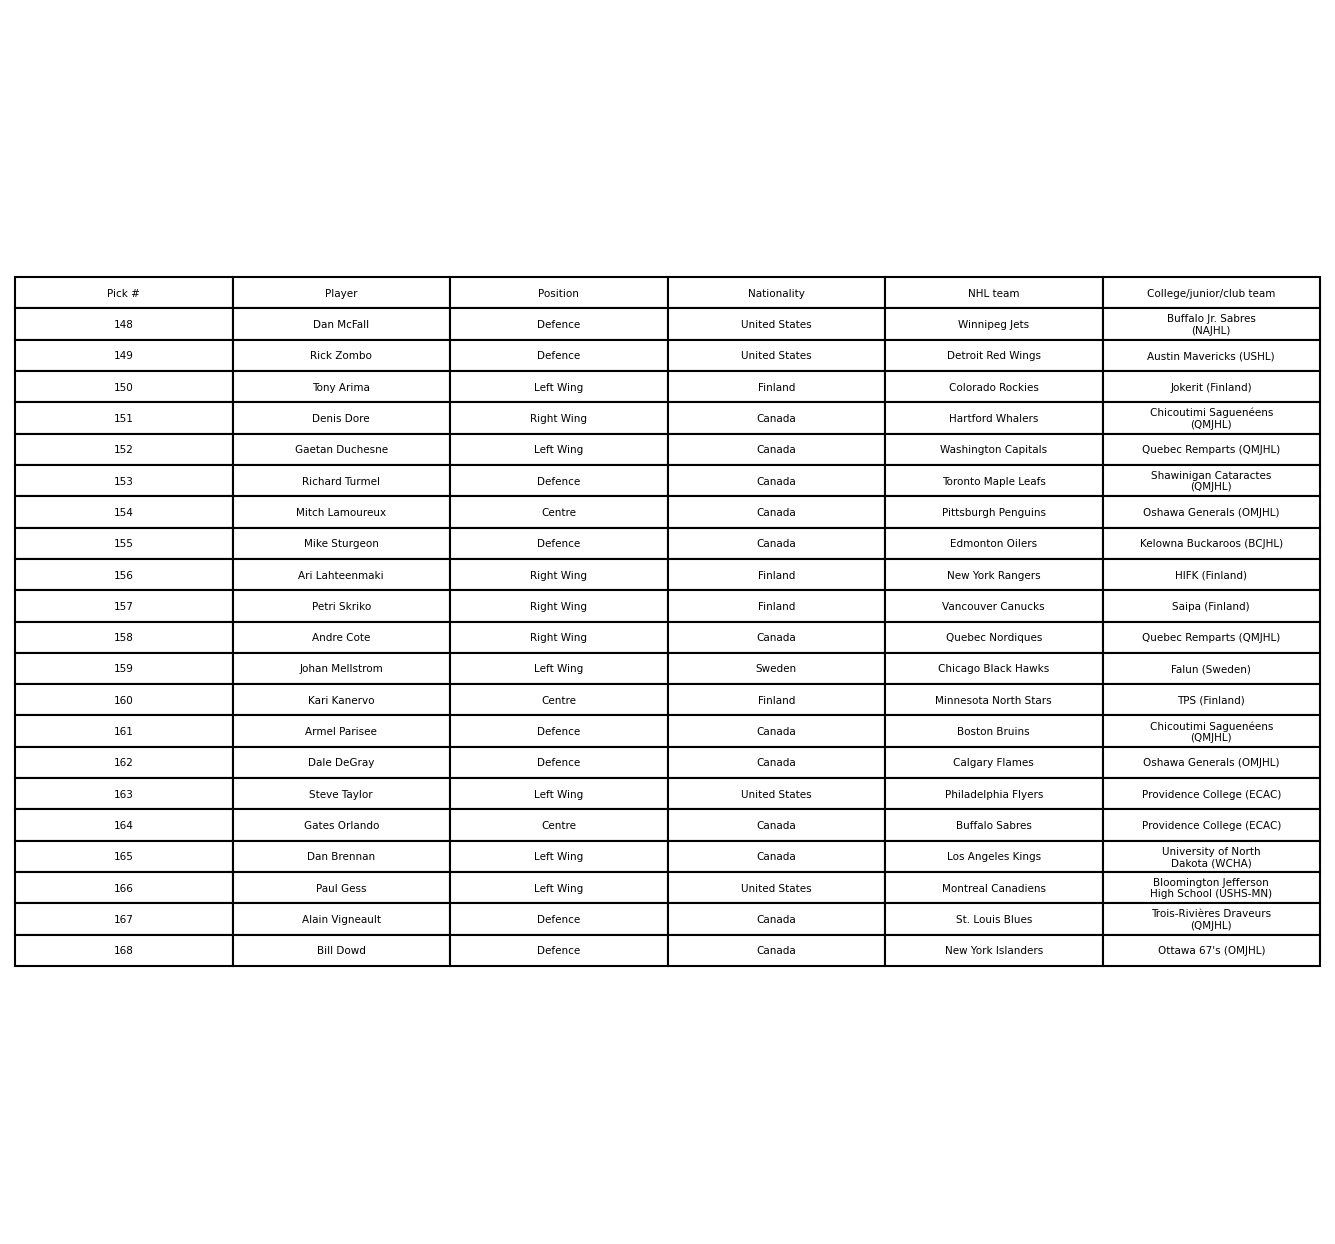 Pick # Player Position Nationality NHL team College/junior/club team
148 Dan McFall Defence United States Winnipeg Jets Buffalo Jr. Sabres
(NAJHL)
149 Rick Zombo Defence United States Detroit Red Wings Austin Mavericks (USHL)
150 Tony Arima Left Wing Finland Colorado Rockies Jokerit (Finland)
151 Denis Dore Right Wing Canada Hartford Whalers Chicoutimi Saguenéens
(QMJHL)
152 Gaetan Duchesne Left Wing Canada Washington Capitals Quebec Remparts (QMJHL)
153 Richard Turmel Defence Canada Toronto Maple Leafs Shawinigan Cataractes
(QMJHL)
154 Mitch Lamoureux Centre Canada Pittsburgh Penguins Oshawa Generals (OMJHL)
155 Mike Sturgeon Defence Canada Edmonton Oilers Kelowna Buckaroos (BCJHL)
156 Ari Lahteenmaki Right Wing Finland New York Rangers HIFK (Finland)
157 Petri Skriko Right Wing Finland Vancouver Canucks Saipa (Finland)
158 Andre Cote Right Wing Canada Quebec Nordiques Quebec Remparts (QMJHL)
159 Johan Mellstrom Left Wing Sweden Chicago Black Hawks Falun (Sweden)
160 Kari Kanervo Centre Finland Minnesota North Stars TPS (Finland)
161 Armel Parisee Defence Canada Boston Bruins Chicoutimi Saguenéens
(QMJHL)
162 Dale DeGray Defence Canada Calgary Flames Oshawa Generals (OMJHL)
163 Steve Taylor Left Wing United States Philadelphia Flyers Providence College (ECAC)
164 Gates Orlando Centre Canada Buffalo Sabres Providence College (ECAC)
165 Dan Brennan Left Wing Canada Los Angeles Kings University of North
Dakota (WCHA)
166 Paul Gess Left Wing United States Montreal Canadiens Bloomington Jefferson
High School (USHS-MN)
167 Alain Vigneault Defence Canada St. Louis Blues Trois-Rivières Draveurs
(QMJHL)
168 Bill Dowd Defence Canada New York Islanders Ottawa 67's (OMJHL)